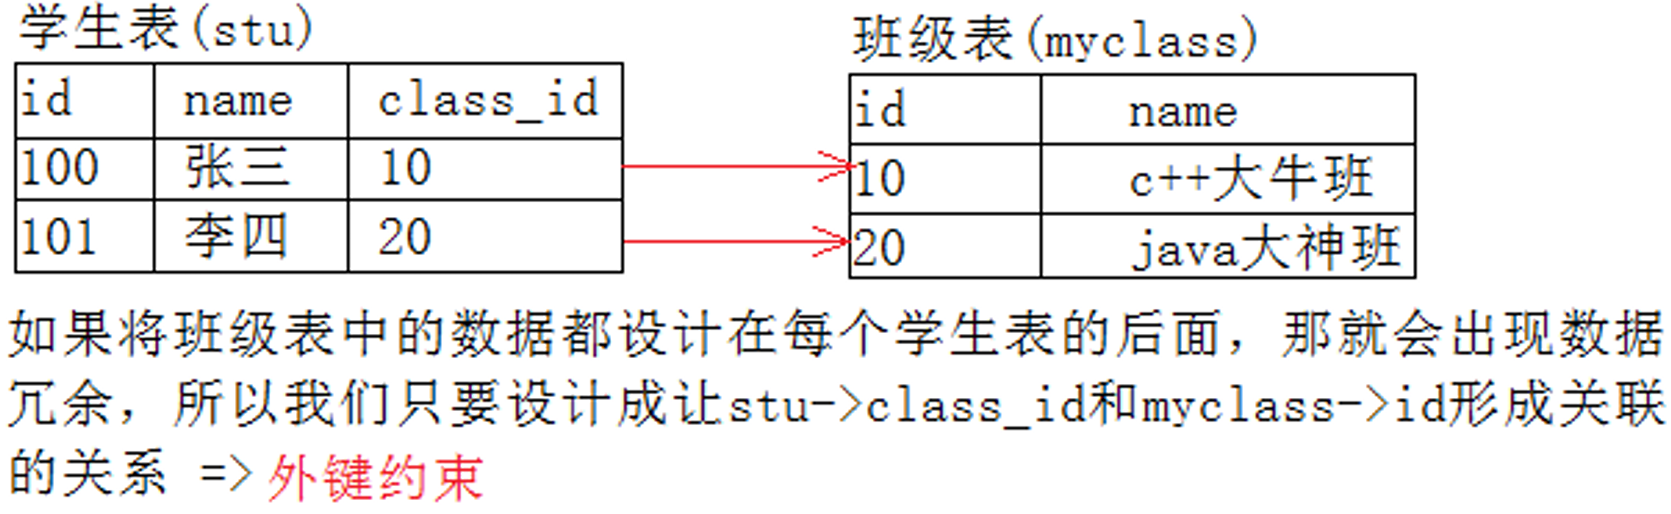 学生表(stu)
id name class_id
100 张三 10
101 李四 20
班级表(myclass)
id name
10 c++大牛班
20 java大神班
如果将班级表中的数据都设计在每个学生表的后面，那就会出现数据
冗余，所以我们只要设计成让stu->class_id和myclass->id形成关联
的关系 => 外键约束